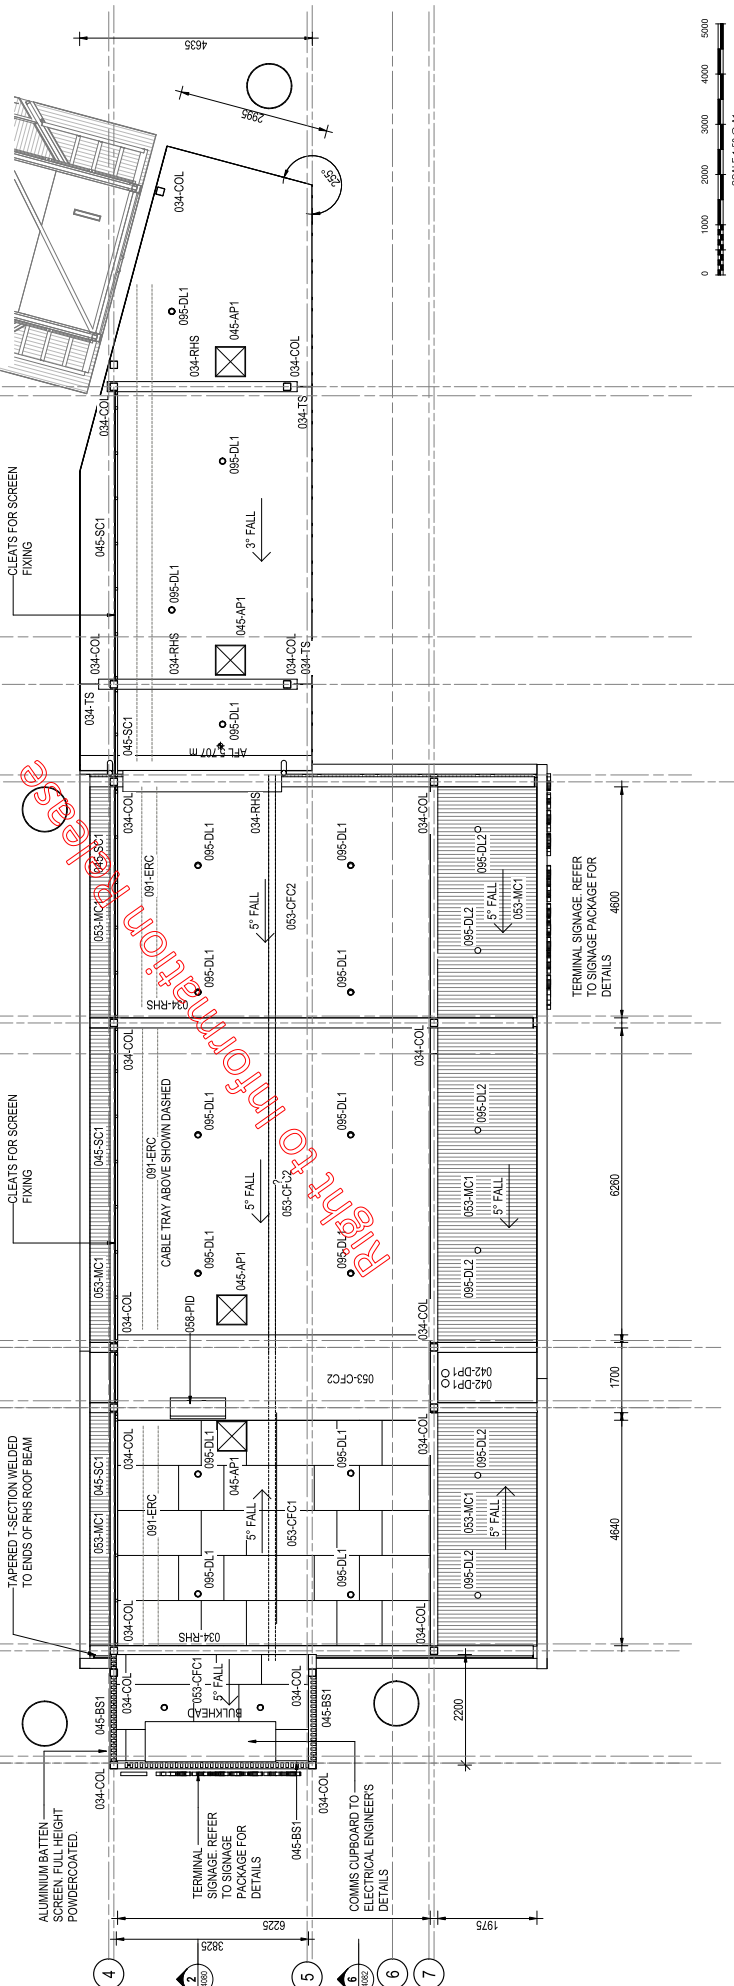 4635
2995
255°
034-COL
095-DL1
034-RHS
045-AP1
034-COL
034-COL
034-TS
CLEATS FOR SCREEN
FIXING
045-SC1
095-DL1
3° FALL
095-DL1
034-COL
034-RHS
045-AP1
034-COL
034-TS
034-TS
045-SC1
095-DL1
AFL 5.707 m
0
1000
2000
3000
4000
5000
Right to Information Release
053-MC1
045-SC1
034-COL
091-ERC
034-RHS
034-COL
095-DL1
095-DL1
5° FALL
053-CFC2
095-DL1
095-DL1
034-RHS
095-DL2
095-DL2
5° FALL
053-MC1
TERMINAL SIGNAGE. REFER
TO SIGNAGE PACKAGE FOR
DETAILS
4600
CLEATS FOR SCREEN
FIXING
053-MC1
045-SC1
034-COL
034-COL
091-ERC
CABLE TRAY ABOVE SHOWN DASHED
095-DL1
095-DL1
5° FALL
053-CFC2
?
095-DL1
095-DL1
045-AP1
034-COL
034-COL
095-DL2
053-MC1
5° FALL
095-DL2
6260
058-PID
053-CFC2
042-DP1
042-DP1
1700
TAPERED T-SECTION WELDED
TO ENDS OF RHS ROOF BEAM
053-MC1
045-SC1
034-COL
034-COL
091-ERC
095-DL1
045-AP1
095-DL1
5° FALL
053-CFC1
095-DL1
095-DL1
034-RHS
034-COL
034-COL
095-DL2
053-MC1
5° FALL
095-DL2
4640
ALUMINIUM BATTEN
SCREEN. FULL HEIGHT
POWDERCOATED.
045-BS1
034-COL
034-COL
053-CFC1
5° FALL
BULKHEAD
034-COL
045-BS1
034-COL
045-BS1
2200
TERMINAL
SIGNAGE. REFER
TO SIGNAGE
PACKAGE FOR
DETAILS
COMMS CUPBOARD TO
ELECTRICAL ENGINEER'S
DETAILS
3825
6225
1975
4
2
4080
5
6
4082
6
7